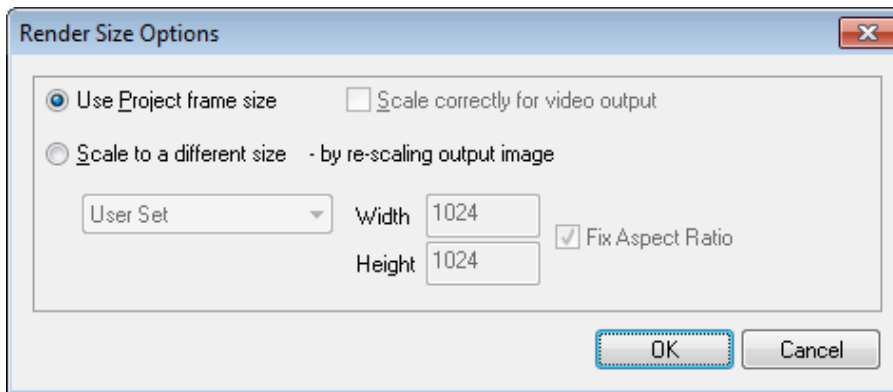 Render Size Options
Use Project frame size
Scale correctly for video output
Scale to a different size - by re-scaling output image
User Set
Width
1024
Fix Aspect Ratio
Height
1024
OK
Cancel